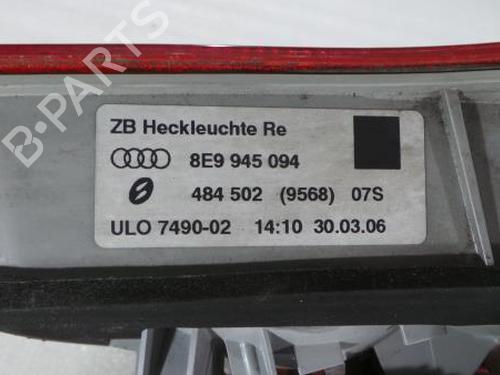 B-PARTS
ZB Heckleuchte Re
8E9 945 094
484 502 (9568) 07S
ULO 7490-02 14:10 30.03.06